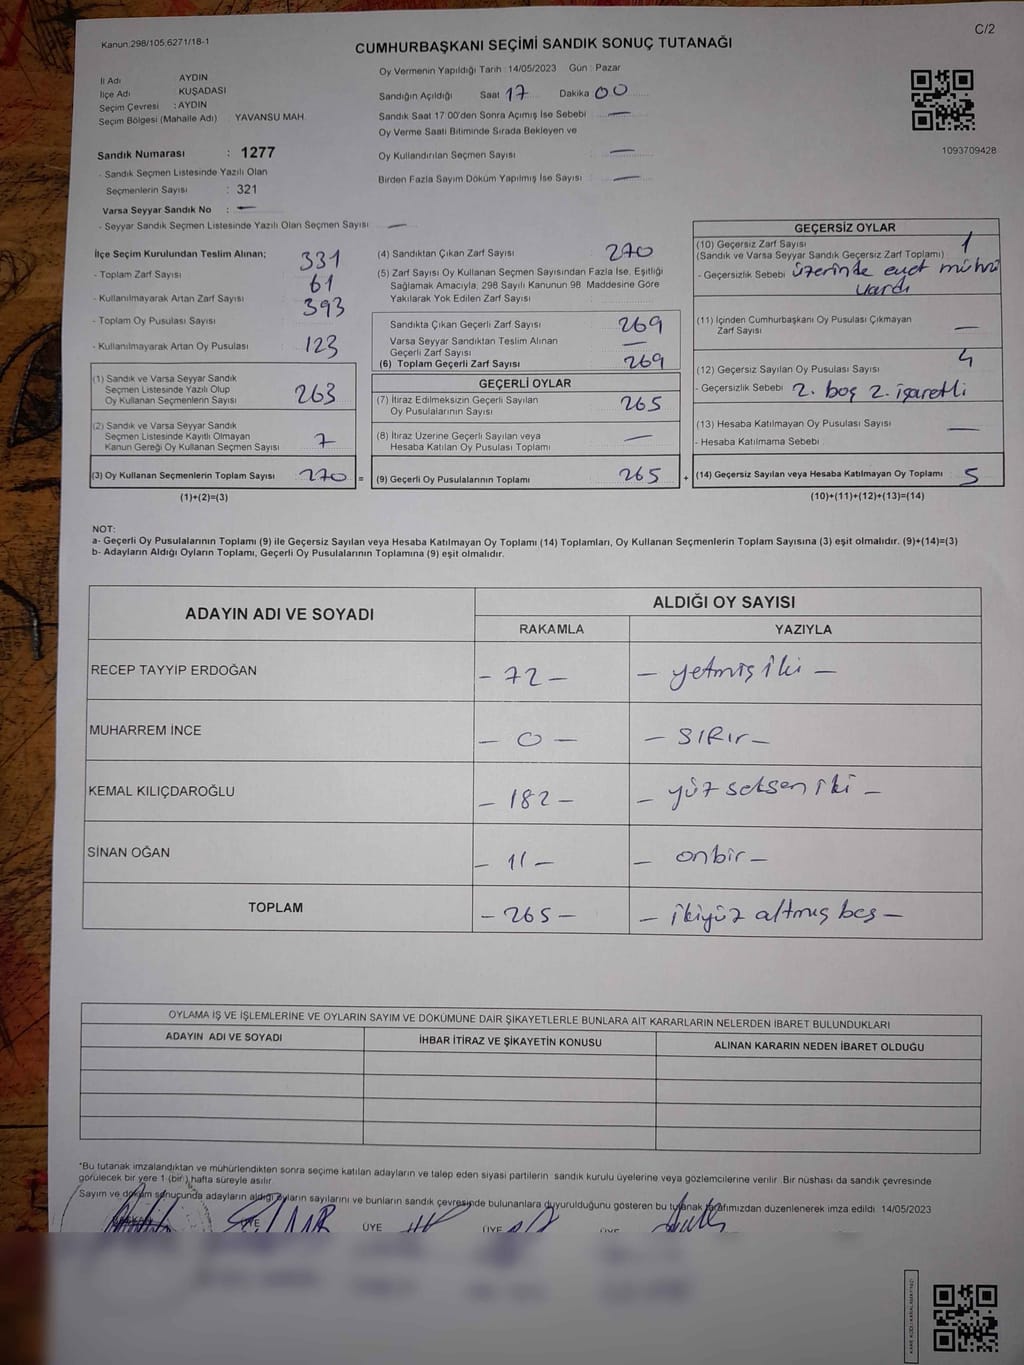 Kanun:298/105:6271/18-1
C/2
CUMHURBAŞKANI SEÇİMİ SANDIK SONUÇ TUTANAĞI
İl Adı AYDIN
İlçe Adı : KUŞADASI
Seçim Çevresi : AYDIN
Seçim Bölgesi (Mahalle Adı) YAVANSU MAH.
Sandık Numarası : 1277
- Sandık Seçmen Listesinde Yazılı Olan
Seçmenlerin Sayısı : 321
Varsa Seyyar Sandık No : —
- Seyyar Sandık Seçmen Listesinde Yazılı Olan Seçmen Sayısı : —
Oy Vermenin Yapıldığı Tarih : 14/05/2023 Gün : Pazar
Sandığın Açıldığı Saat 17 Dakika 00
Sandık Saat 17:00'den Sonra Açımış İse Sebebi —
Oy Verme Saati Bitiminde Sırada Bekleyen ve
Oy Kullandırılan Seçmen Sayısı —
Birden Fazla Sayım Döküm Yapılmış İse Sayısı —
1093709428
İlçe Seçim Kurulundan Teslim Alınan;
- Toplam Zarf Sayısı 331
- Kullanılmayarak Artan Zarf Sayısı 61
- Toplam Oy Pusulası Sayısı 393
- Kullanılmayarak Artan Oy Pusulası 123
(1) Sandık ve Varsa Seyyar Sandık
Seçmen Listesinde Yazılı Olup
Oy Kullanan Seçmenlerin Sayısı 263
(2) Sandık ve Varsa Seyyar Sandık
Seçmen Listesinde Kayıtlı Olmayan
Kanun Gereği Oy Kullanan Seçmen Sayısı 7
(3) Oy Kullanan Seçmenlerin Toplam Sayısı 270 =
(1)+(2)=(3)
(4) Sandıktan Çıkan Zarf Sayısı 270
(5) Zarf Sayısı Oy Kullanan Seçmen Sayısından Fazla İse, Eşitliği
Sağlamak Amacıyla, 298 Sayılı Kanunun 98. Maddesine Göre
Yakılarak Yok Edilen Zarf Sayısı
Sandıkta Çıkan Geçerli Zarf Sayısı 269
Varsa Seyyar Sandıktan Teslim Alınan
Geçerli Zarf Sayısı —
(6) Toplam Geçerli Zarf Sayısı 269
GEÇERLİ OYLAR
(7) İtiraz Edilmeksizin Geçerli Sayılan
Oy Pusulalarının Sayısı 265
(8) İtiraz Üzerine Geçerli Sayılan veya
Hesaba Katılan Oy Pusulası Toplamı —
(9) Geçerli Oy Pusulalarının Toplamı 265 +
GEÇERSİZ OYLAR
(10) Geçersiz Zarf Sayısı 1
(Sandık ve Varsa Seyyar Sandık Geçersiz Zarf Toplamı)
- Geçersizlik Sebebi üzerinde evet mührü
vardı
(11) İçinden Cumhurbaşkanı Oy Pusulası Çıkmayan
Zarf Sayısı —
(12) Geçersiz Sayılan Oy Pusulası Sayısı 4
- Geçersizlik Sebebi 2. boş 2. işaretli
(13) Hesaba Katılmayan Oy Pusulası Sayısı —
- Hesaba Katılmama Sebebi
(14) Geçersiz Sayılan veya Hesaba Katılmayan Oy Toplamı 5
(10)+(11)+(12)+(13)=(14)
NOT:
a- Geçerli Oy Pusulalarının Toplamı (9) ile Geçersiz Sayılan veya Hesaba Katılmayan Oy Toplamı (14) Toplamları, Oy Kullanan Seçmenlerin Toplam Sayısına (3) eşit olmalıdır. (9)+(14)=(3)
b- Adayların Aldığı Oyların Toplamı, Geçerli Oy Pusulalarının Toplamına (9) eşit olmalıdır.
ADAYIN ADI VE SOYADI
ALDIĞI OY SAYISI
RAKAMLA YAZIYLA
RECEP TAYYİP ERDOĞAN - 72 - - yetmiş iki -
MUHARREM İNCE - 0 - - SIfır -
KEMAL KILIÇDAROĞLU - 182 - - yüz seksen iki -
SİNAN OĞAN - 11 - - onbir -
TOPLAM - 265 - - ikiyüz altmış beş -
OYLAMA İŞ VE İŞLEMLERİNE VE OYLARIN SAYIM VE DÖKÜMÜNE DAİR ŞİKAYETLERLE BUNLARA AİT KARARLARIN NELERDEN İBARET BULUNDUKLARI
ADAYIN ADI VE SOYADI İHBAR İTİRAZ VE ŞİKAYETİN KONUSU ALINAN KARARIN NEDEN İBARET OLDUĞU
*Bu tutanak imzalandıktan ve mühürlendikten sonra seçime katılan adayların ve talep eden siyasi partilerin sandık kurulu üyelerine veya gözlemcilerine verilir. Bir nüshası da sandık çevresinde
görülecek bir yere 1 (bir) hafta süreyle asılır.
Sayım ve döküm sonucunda adayların aldığı oyların sayılarını ve bunların sandık çevresinde bulunanlara duyurulduğunu gösteren bu tutanak tarafımızdan düzenlenerek imza edildi. 14/05/2023
BAŞKAN ÜYE ÜYE ÜYE ÜYE